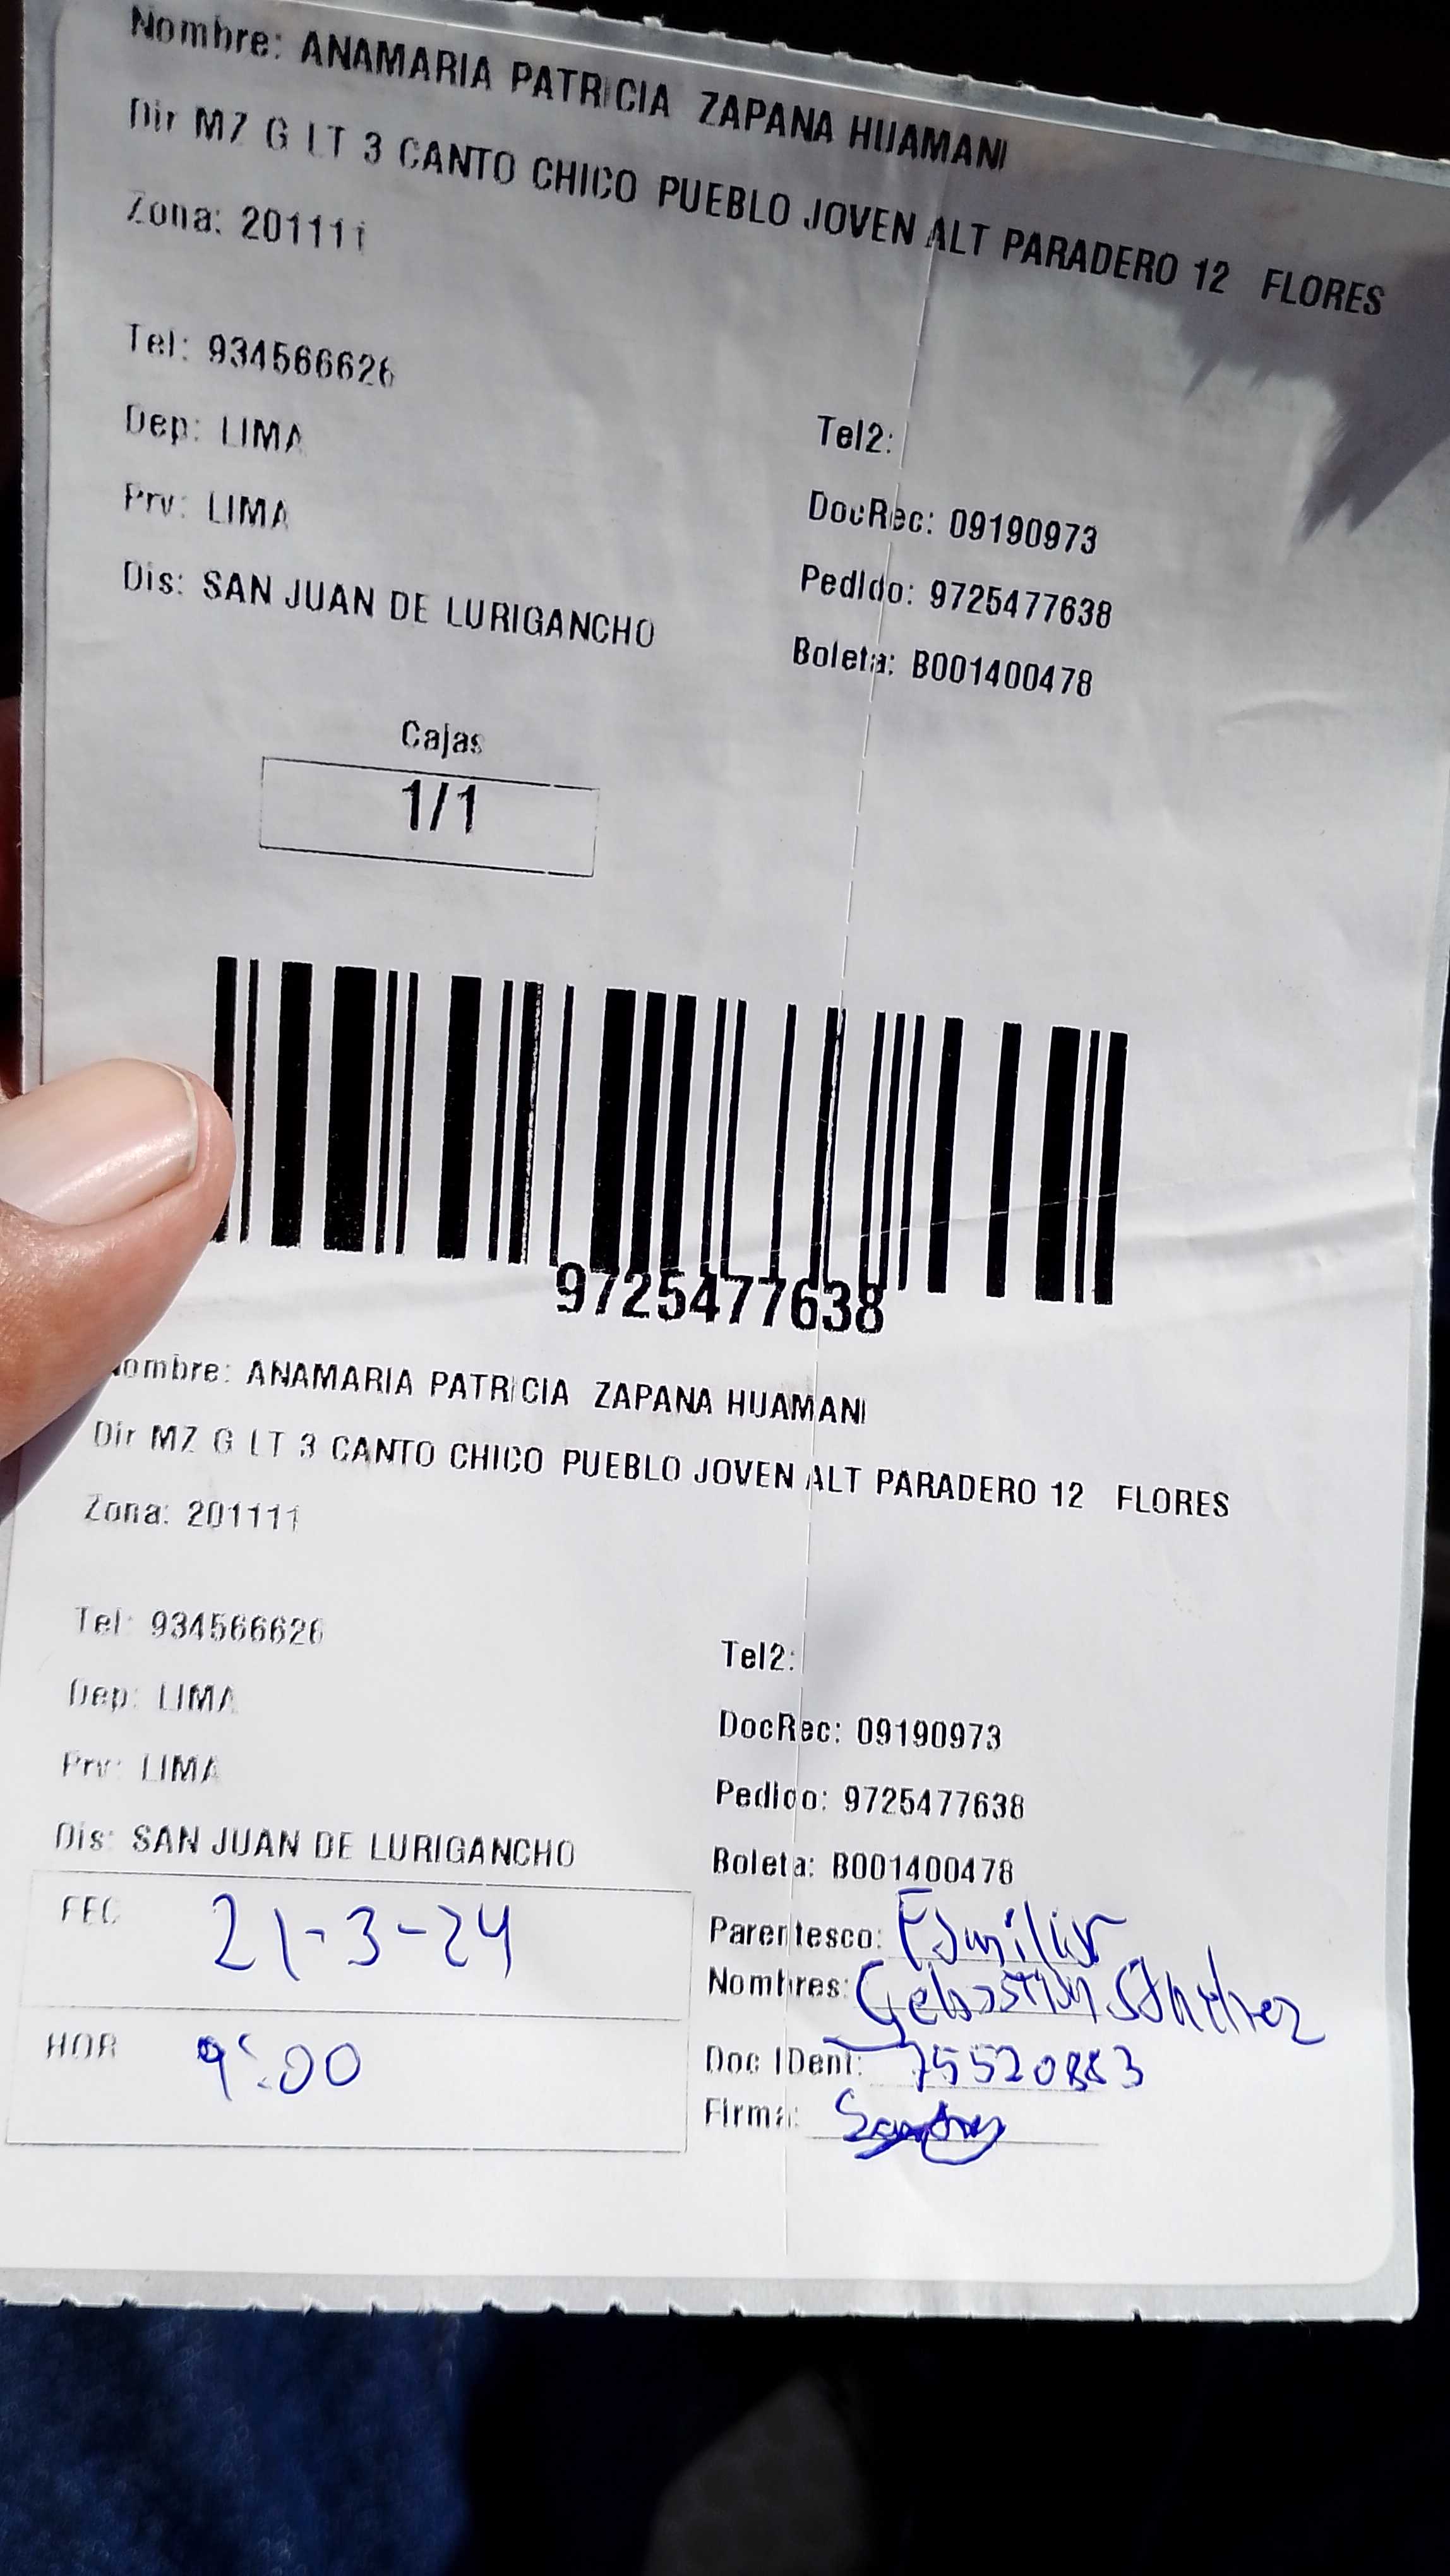 Nombre: ANAMARIA PATRICIA ZAPANA HUAMANI
Dir MZ G LT 3 CANTO CHICO PUEBLO JOVEN ALT PARADERO 12 FLORES
Zona: 201111
Tel: 934566626
Tel2:
Dep: LIMA
DocRec: 09190973
Prv: LIMA
Pedido: 9725477638
Dis: SAN JUAN DE LURIGANCHO
Boleta: B001400478
Cajas
1/1
9725477638
Nombre: ANAMARIA PATRICIA ZAPANA HUAMANI
Dir MZ G LT 3 CANTO CHICO PUEBLO JOVEN ALT PARADERO 12 FLORES
Zona: 201111
Tel: 934566626
Tel2:
Dep: LIMA
DocRec: 09190973
Prv: LIMA
Pedido: 9725477638
Dis: SAN JUAN DE LURIGANCHO
Boleta: B001400478
FEC 21-3-24
Parentesco: Familiar
Nombres:
HOR 9:00
Doc IDent: 75520883
Firma: